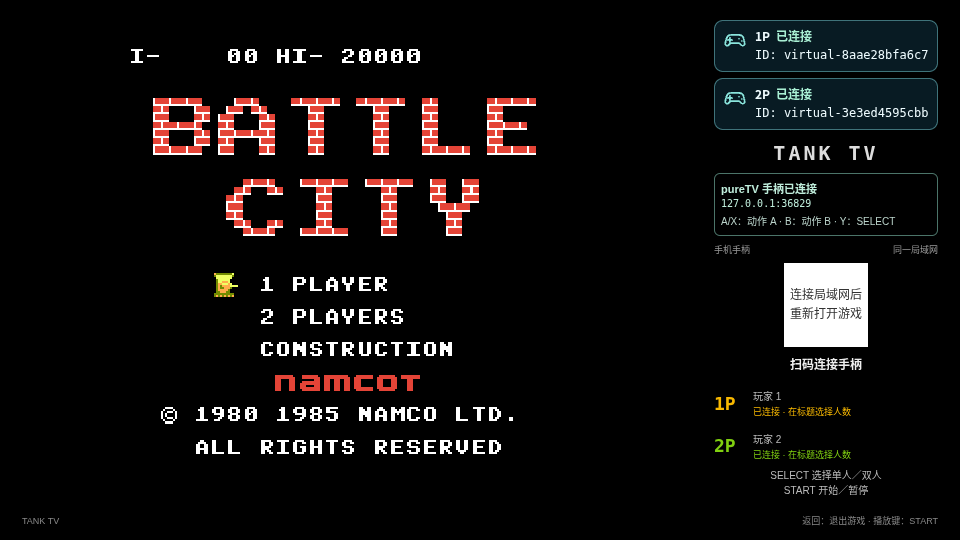 I-     00 HI- 20000
BATTLE
CITY
1 PLAYER
2 PLAYERS
CONSTRUCTION
namcot
© 1980 1985 NAMCO LTD.
ALL RIGHTS RESERVED
TANK TV
1P 已连接
ID: virtual-8aae28bfa6c7
2P 已连接
ID: virtual-3e3ed4595cbb
TANK TV
pureTV 手柄已连接
127.0.0.1:36829
A/X：动作 A · B：动作 B · Y：SELECT
手机手柄 同一局域网
连接局域网后
重新打开游戏
扫码连接手柄
1P 玩家 1
已连接 · 在标题选择人数
2P 玩家 2
已连接 · 在标题选择人数
SELECT 选择单人／双人
START 开始／暂停
返回：退出游戏 · 播放键：START